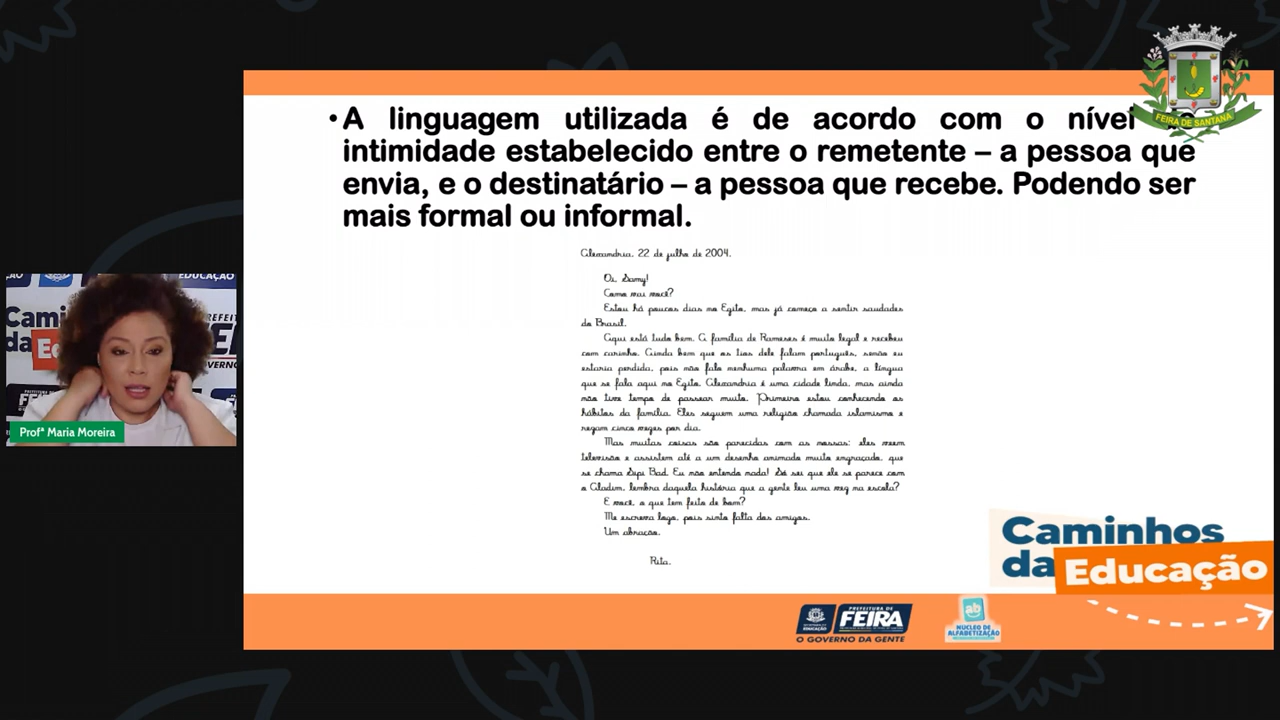 • A linguagem utilizada é de acordo com o nível
intimidade estabelecido entre o remetente – a pessoa que
envia, e o destinatário – a pessoa que recebe. Podendo ser
mais formal ou informal.
FEIRA DE SANTANA
Alexandria, 22 de julho de 2004.
Oi, Samy!
Como vai você?
Estou há poucos dias no Egito, mas já começo a sentir saudades
do Brasil.
Aqui está tudo bem. A família de Rameses é muito legal e recebeu
com carinho. Ainda bem que os tios dele falam português, senão eu
estaria perdida, pois não falo nenhuma palavra em árabe, a língua
que se fala aqui no Egito. Alexandria é uma cidade linda, mas ainda
não tive tempo de passear muito. Primeiro estou conhecendo os
hábitos da família. Eles seguem uma religião chamada islamismo e
rezam cinco vezes por dia.
Mas muitas coisas são parecidas com as nossas: eles veem
televisão e assistem até a um desenho animado muito engraçado, que
se chama Sipi Bad. Eu não entendo nada! Só sei que ele se parece com
o Aladim, lembra daquela história que a gente leu uma vez na escola?
E você, o que tem feito de bom?
Me escreva logo, pois sinto falta dos amigos.
Um abração.
Rita.
EDUCAÇÃO
Camin
da
Profª Maria Moreira
Caminhos
da Educação
EDUCAÇÃO
PREFEITURA DE
FEIRA
O GOVERNO DA GENTE
ab
NÚCLEO DE
ALFABETIZAÇÃO